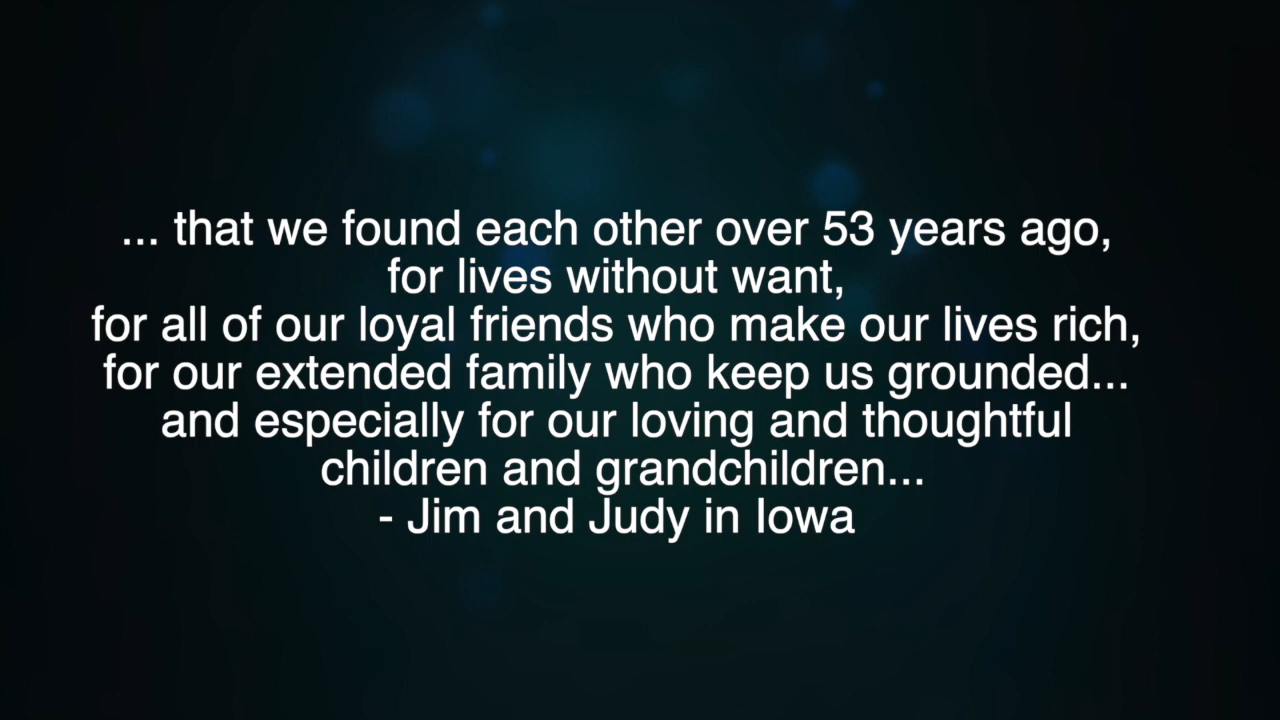 ... that we found each other over 53 years ago,
for lives without want,
for all of our loyal friends who make our lives rich,
for our extended family who keep us grounded...
and especially for our loving and thoughtful
children and grandchildren...
- Jim and Judy in Iowa